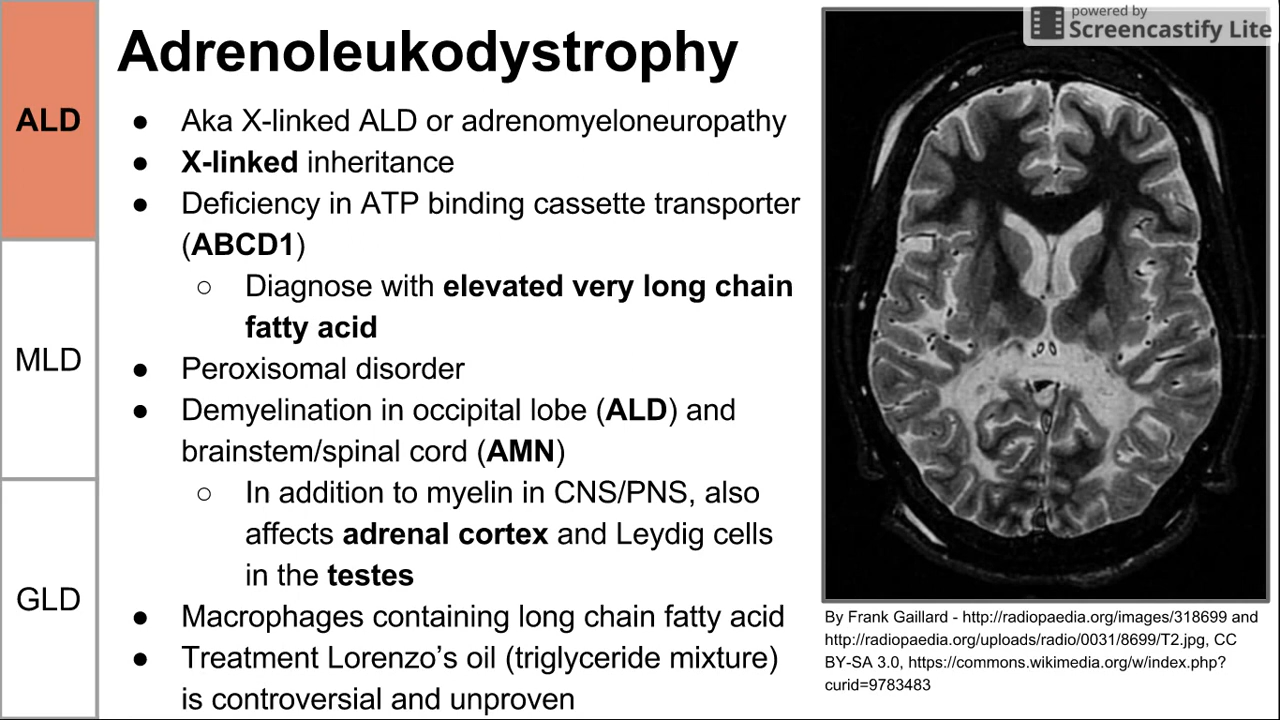 powered by
Screencastify Lite
Adrenoleukodystrophy
ALD
MLD
GLD
● Aka X-linked ALD or adrenomyeloneuropathy
● X-linked inheritance
● Deficiency in ATP binding cassette transporter
(ABCD1)
○ Diagnose with elevated very long chain
fatty acid
● Peroxisomal disorder
● Demyelination in occipital lobe (ALD) and
brainstem/spinal cord (AMN)
○ In addition to myelin in CNS/PNS, also
affects adrenal cortex and Leydig cells
in the testes
● Macrophages containing long chain fatty acid
● Treatment Lorenzo’s oil (triglyceride mixture)
is controversial and unproven
By Frank Gaillard - http://radiopaedia.org/images/318699 and
http://radiopaedia.org/uploads/radio/0031/8699/T2.jpg, CC
BY-SA 3.0, https://commons.wikimedia.org/w/index.php?
curid=9783483